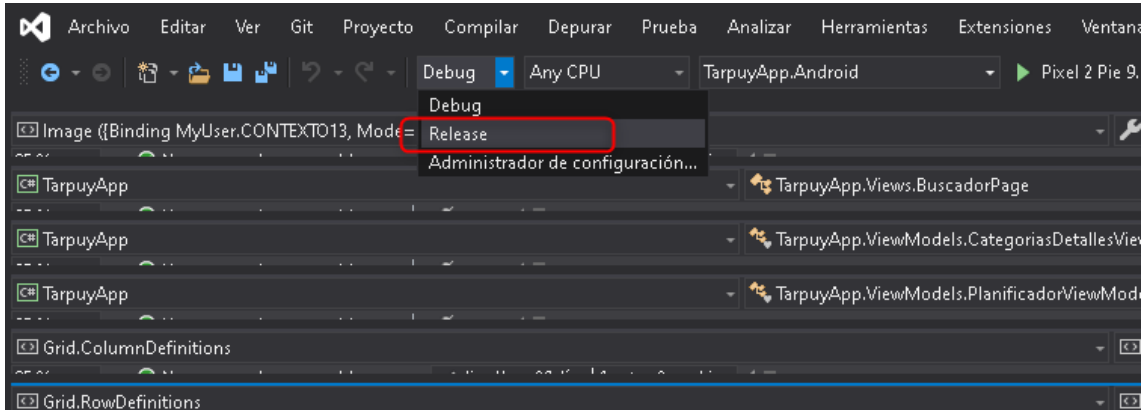 Archivo Editar Ver Git Proyecto Compilar Depurar Prueba Analizar Herramientas Extensiones Ventana
Debug Any CPU TarpuyApp.Android Pixel 2 Pie 9.
Debug
Image ({Binding MyUser.CONTEXTO13, Mode= Release
Administrador de configuración...
TarpuyApp TarpuyApp.Views.BuscadorPage
TarpuyApp TarpuyApp.ViewModels.CategoriasDetallesView
TarpuyApp TarpuyApp.ViewModels.PlanificadorViewMode
Grid.ColumnDefinitions
Grid.RowDefinitions